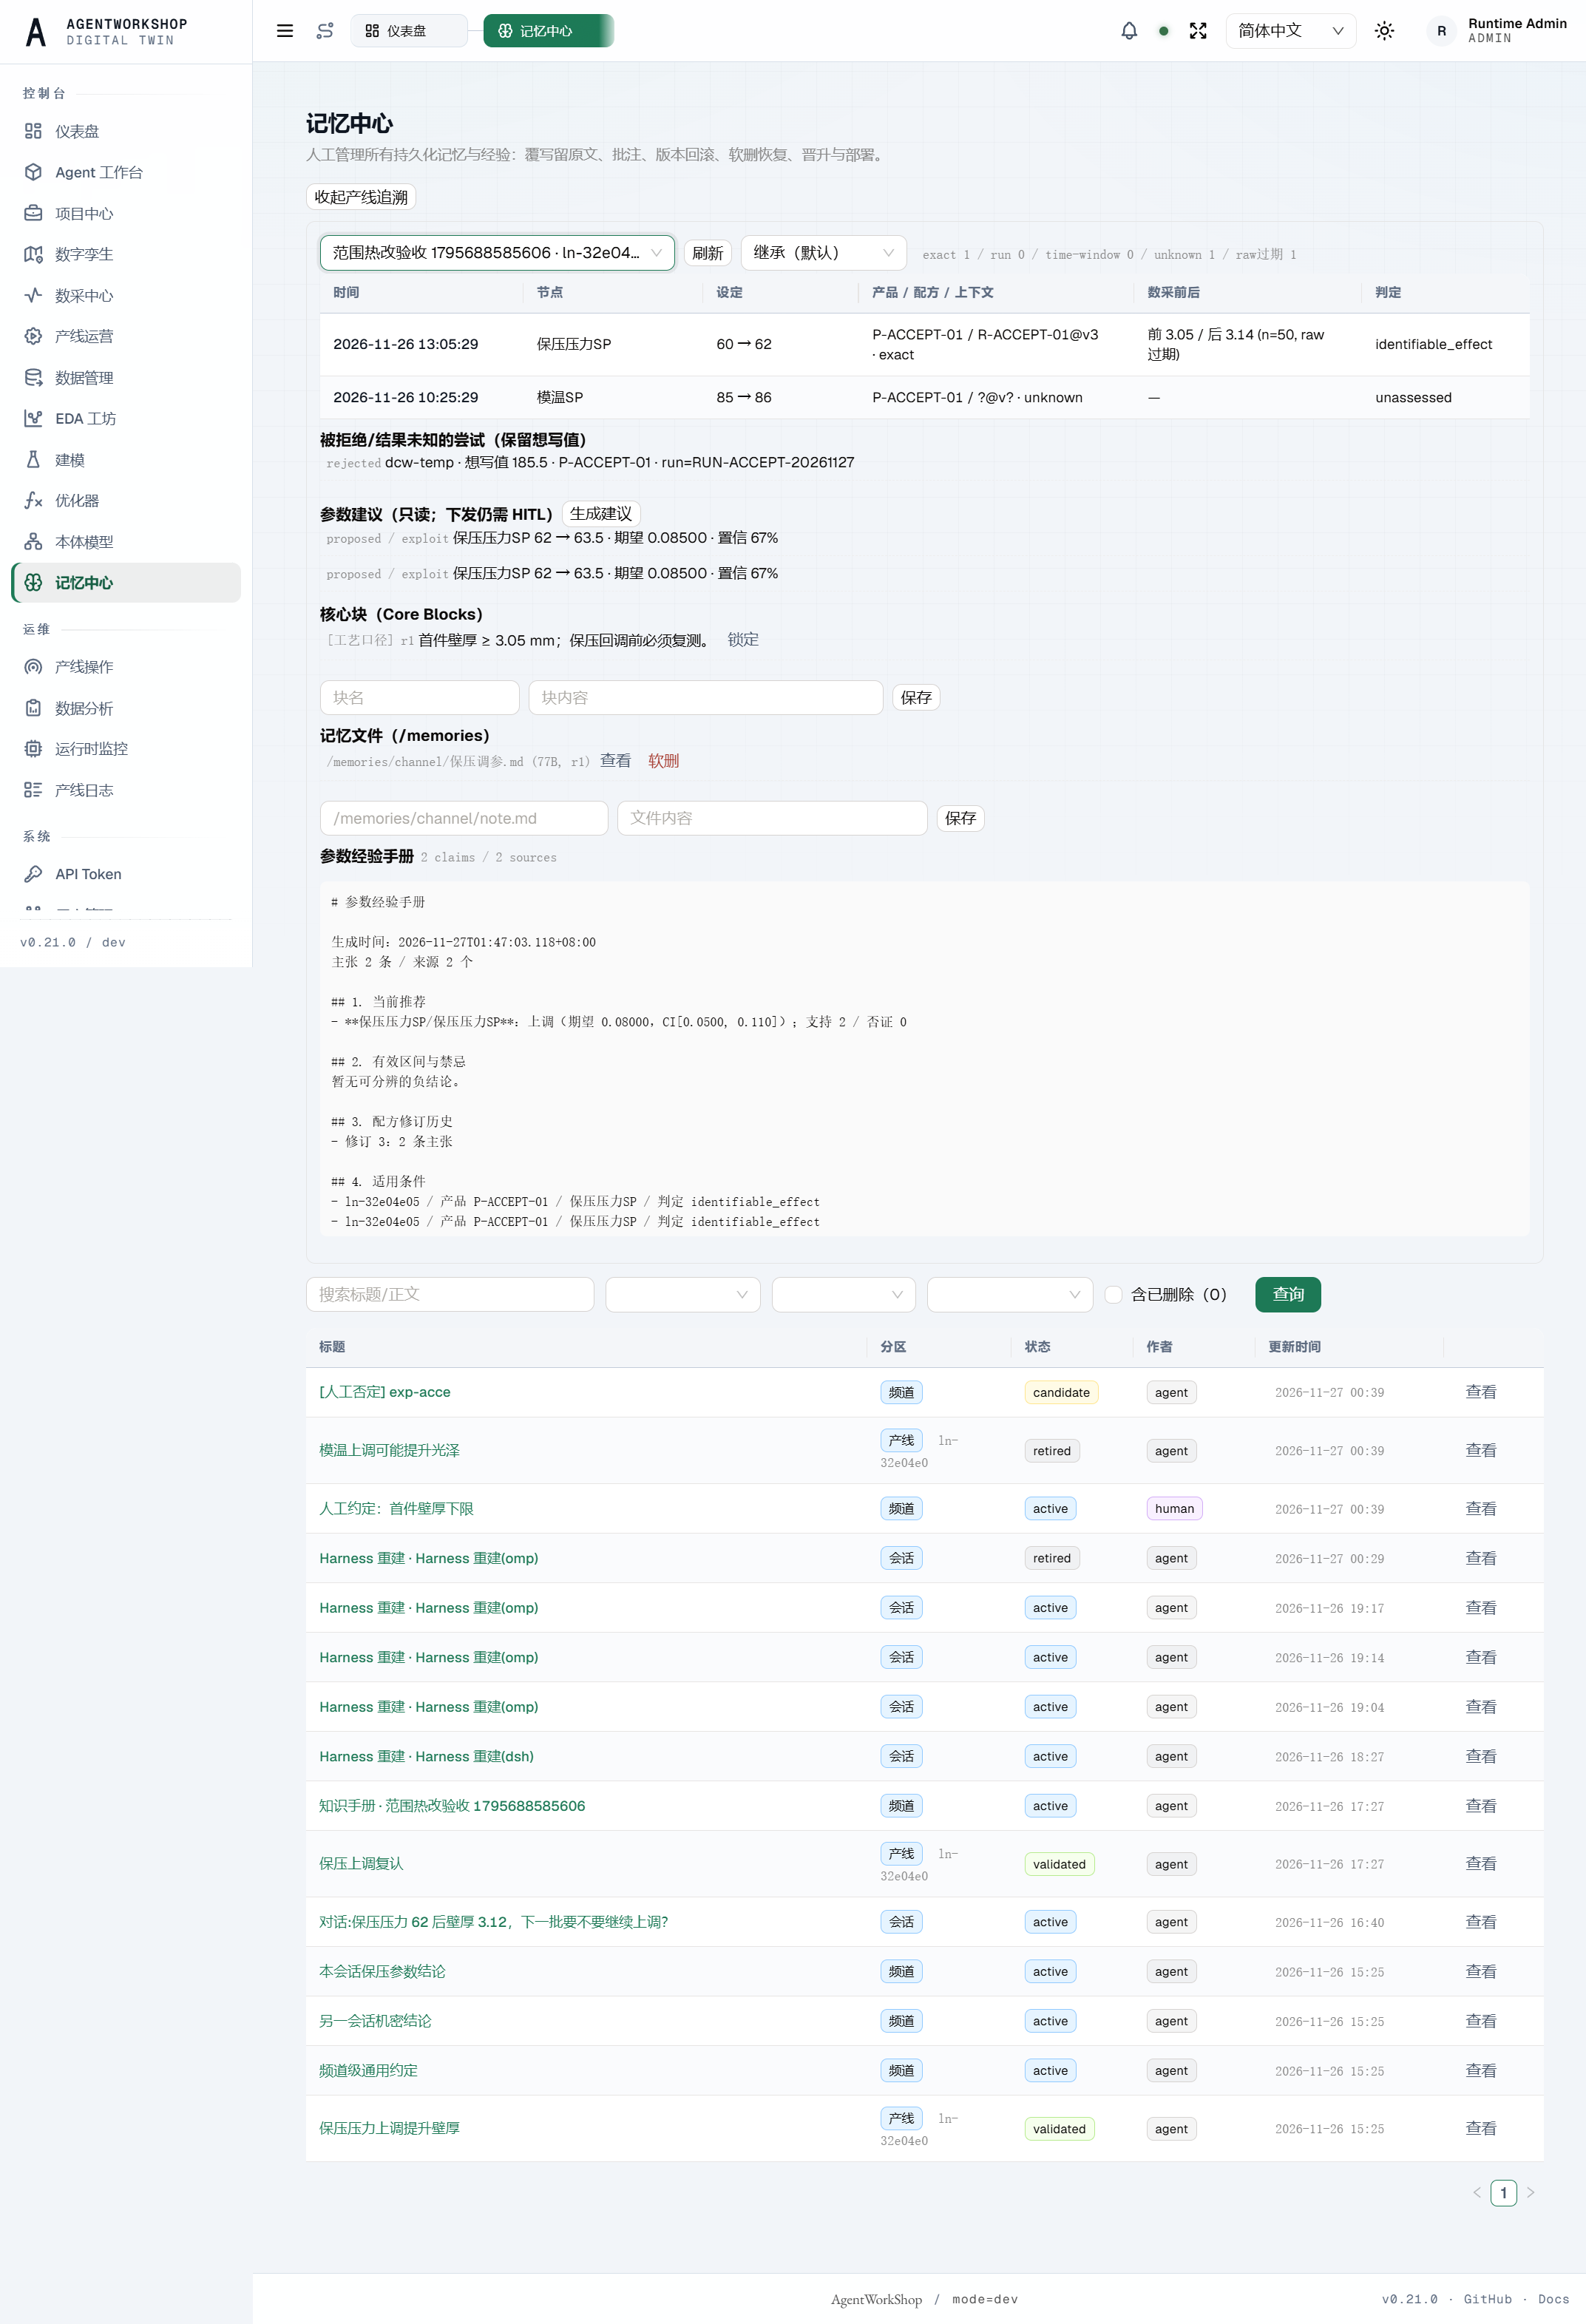 AGENTWORKSHOP
DIGITAL TWIN
仪表盘
记忆中心
简体中文
R
Runtime Admin
ADMIN
控制台
仪表盘
Agent 工作台
项目中心
数字孪生
数采中心
产线运营
数据管理
EDA 工坊
建模
优化器
本体模型
记忆中心
运维
产线操作
数据分析
运行时监控
产线日志
系统
API Token
v0.21.0 / dev
记忆中心
人工管理所有持久化记忆与经验：覆写留原文、批注、版本回滚、软删恢复、晋升与部署。
收起产线追溯
范围热改验收 1795688585606 · ln-32e04...
刷新
继承（默认）
exact 1 / run 0 / time-window 0 / unknown 1 / raw过期 1
时间 节点 设定 产品 / 配方 / 上下文 数采前后 判定
2026-11-26 13:05:29 保压压力SP 60 → 62 P-ACCEPT-01 / R-ACCEPT-01@v3 · exact 前 3.05 / 后 3.14 (n=50, raw 过期) identifiable_effect
2026-11-26 10:25:29 模温SP 85 → 86 P-ACCEPT-01 / ?@v? · unknown — unassessed
被拒绝/结果未知的尝试（保留想写值）
rejected dcw-temp · 想写值 185.5 · P-ACCEPT-01 · run=RUN-ACCEPT-20261127
参数建议（只读；下发仍需 HITL） 生成建议
proposed / exploit 保压压力SP 62 → 63.5 · 期望 0.08500 · 置信 67%
proposed / exploit 保压压力SP 62 → 63.5 · 期望 0.08500 · 置信 67%
核心块（Core Blocks）
[工艺口径] r1 首件壁厚 ≥ 3.05 mm；保压回调前必须复测。 锁定
块名 块内容 保存
记忆文件（/memories）
/memories/channel/保压调参.md (77B, r1) 查看 软删
/memories/channel/note.md 文件内容 保存
参数经验手册 2 claims / 2 sources
# 参数经验手册
生成时间：2026-11-27T01:47:03.118+08:00
主张 2 条 / 来源 2 个
## 1. 当前推荐
- **保压压力SP/保压压力SP**：上调（期望 0.08000，CI[0.0500, 0.110]）；支持 2 / 否证 0
## 2. 有效区间与禁忌
暂无可分辨的负结论。
## 3. 配方修订历史
- 修订 3：2 条主张
## 4. 适用条件
- ln-32e04e05 / 产品 P-ACCEPT-01 / 保压压力SP / 判定 identifiable_effect
- ln-32e04e05 / 产品 P-ACCEPT-01 / 保压压力SP / 判定 identifiable_effect
搜索标题/正文 含已删除（0） 查询
标题 分区 状态 作者 更新时间
[人工否定] exp-acce 频道 candidate agent 2026-11-27 00:39 查看
模温上调可能提升光泽 产线 ln-32e04e0 retired agent 2026-11-27 00:39 查看
人工约定：首件壁厚下限 频道 active human 2026-11-27 00:39 查看
Harness 重建 · Harness 重建(omp) 会话 retired agent 2026-11-27 00:29 查看
Harness 重建 · Harness 重建(omp) 会话 active agent 2026-11-26 19:17 查看
Harness 重建 · Harness 重建(omp) 会话 active agent 2026-11-26 19:14 查看
Harness 重建 · Harness 重建(omp) 会话 active agent 2026-11-26 19:04 查看
Harness 重建 · Harness 重建(dsh) 会话 active agent 2026-11-26 18:27 查看
知识手册 · 范围热改验收 1795688585606 频道 active agent 2026-11-26 17:27 查看
保压上调复认 产线 ln-32e04e0 validated agent 2026-11-26 17:27 查看
对话:保压压力 62 后壁厚 3.12，下一批要不要继续上调? 会话 active agent 2026-11-26 16:40 查看
本会话保压参数结论 频道 active agent 2026-11-26 15:25 查看
另一会话机密结论 频道 active agent 2026-11-26 15:25 查看
频道级通用约定 频道 active agent 2026-11-26 15:25 查看
保压压力上调提升壁厚 产线 ln-32e04e0 validated agent 2026-11-26 15:25 查看
1
AgentWorkShop / mode=dev
v0.21.0 · GitHub · Docs